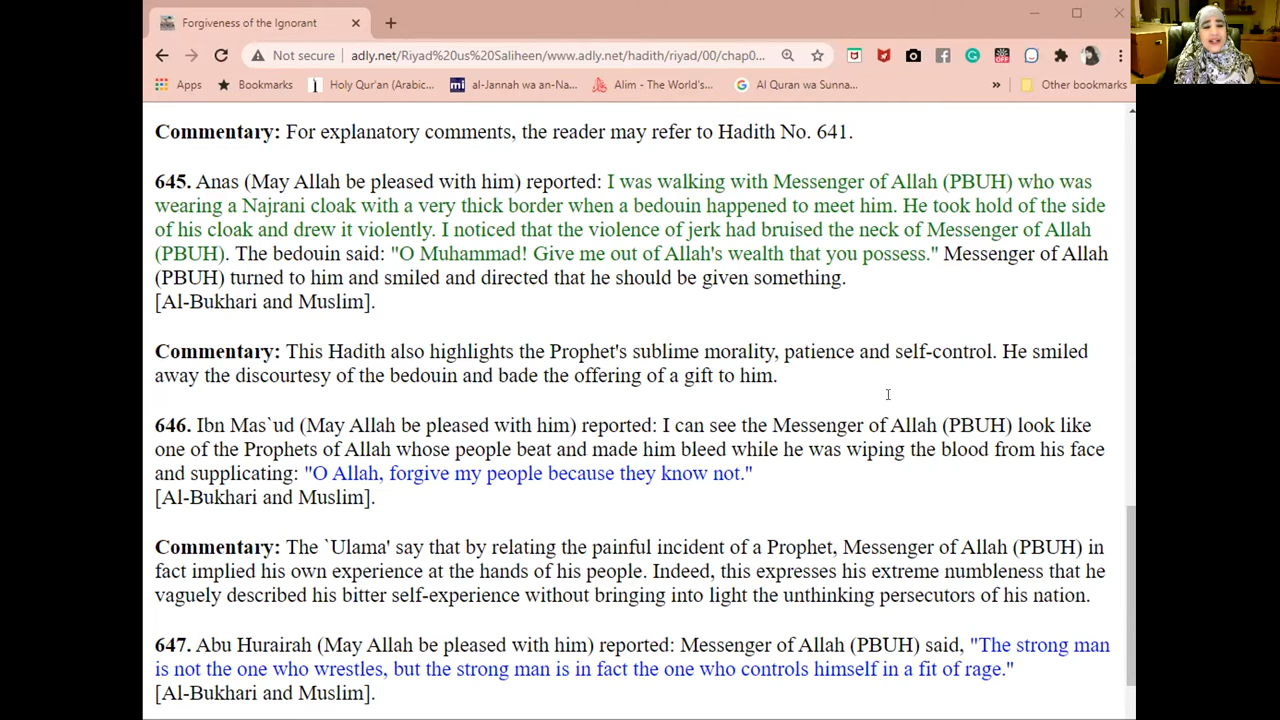 Forgiveness of the Ignorant
Not secure
adly.net/Riyad%20us%20Saliheen/www.adly.net/hadith/riyad/00/chap0...
OFF
Apps
Bookmarks
Holy Qur'an (Arabic...
mi
al-Jannah wa an-Na...
Alim - The World's...
G
Al Quran wa Sunna...
»
Other bookmarks
Commentary: For explanatory comments, the reader may refer to Hadith No. 641.
645. Anas (May Allah be pleased with him) reported: I was walking with Messenger of Allah (PBUH) who was
wearing a Najrani cloak with a very thick border when a bedouin happened to meet him. He took hold of the side
of his cloak and drew it violently. I noticed that the violence of jerk had bruised the neck of Messenger of Allah
(PBUH). The bedouin said: "O Muhammad! Give me out of Allah's wealth that you possess." Messenger of Allah
(PBUH) turned to him and smiled and directed that he should be given something.
[Al-Bukhari and Muslim].
Commentary: This Hadith also highlights the Prophet's sublime morality, patience and self-control. He smiled
away the discourtesy of the bedouin and bade the offering of a gift to him.
646. Ibn Mas`ud (May Allah be pleased with him) reported: I can see the Messenger of Allah (PBUH) look like
one of the Prophets of Allah whose people beat and made him bleed while he was wiping the blood from his face
and supplicating: "O Allah, forgive my people because they know not."
[Al-Bukhari and Muslim].
Commentary: The `Ulama' say that by relating the painful incident of a Prophet, Messenger of Allah (PBUH) in
fact implied his own experience at the hands of his people. Indeed, this expresses his extreme numbleness that he
vaguely described his bitter self-experience without bringing into light the unthinking persecutors of his nation.
647. Abu Hurairah (May Allah be pleased with him) reported: Messenger of Allah (PBUH) said, "The strong man
is not the one who wrestles, but the strong man is in fact the one who controls himself in a fit of rage."
[Al-Bukhari and Muslim].